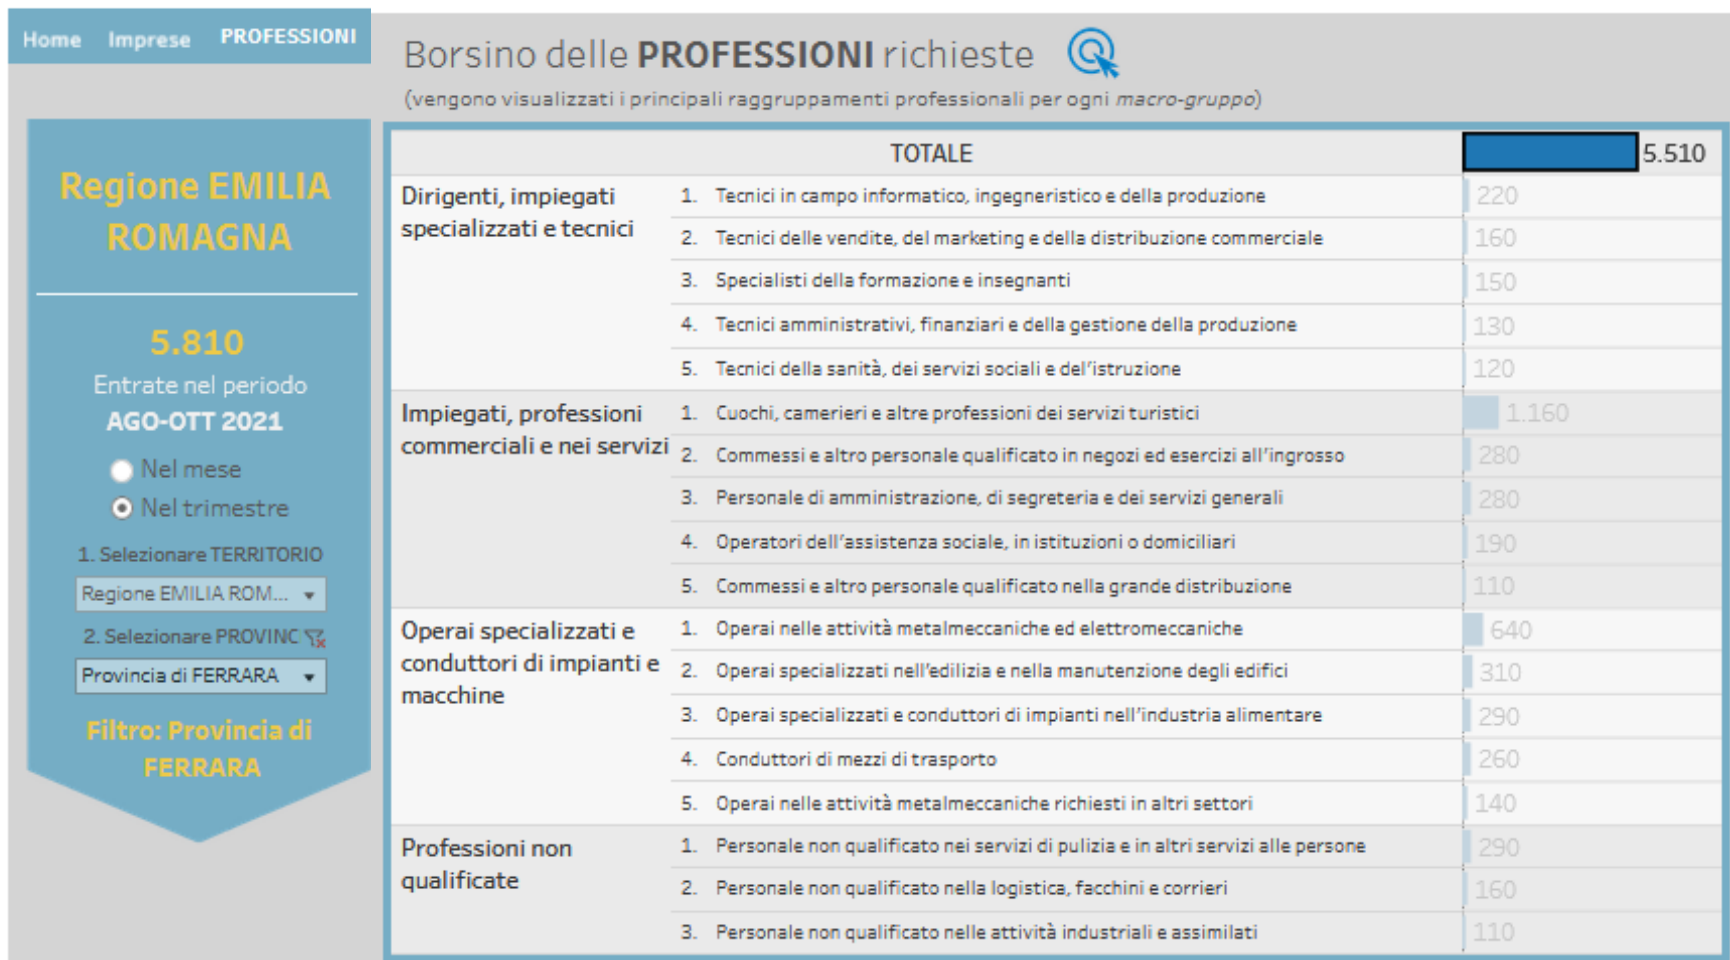 Home Imprese PROFESSIONI
Borsino delle PROFESSIONI richieste
(vengono visualizzati i principali raggruppamenti professionali per ogni macro-gruppo)
Regione EMILIA
ROMAGNA
5.810
Entrate nel periodo
AGO-OTT 2021
Nel mese
Nel trimestre
1. Selezionare TERRITORIO
Regione EMILIA ROM...
2. Selezionare PROVINC
Provincia di FERRARA
Filtro: Provincia di
FERRARA
TOTALE 5.510
Dirigenti, impiegati
specializzati e tecnici
1. Tecnici in campo informatico, ingegneristico e della produzione 220
2. Tecnici delle vendite, del marketing e della distribuzione commerciale 160
3. Specialisti della formazione e insegnanti 150
4. Tecnici amministrativi, finanziari e della gestione della produzione 130
5. Tecnici della sanità, dei servizi sociali e del'istruzione 120
Impiegati, professioni
commerciali e nei servizi
1. Cuochi, camerieri e altre professioni dei servizi turistici 1.160
2. Commessi e altro personale qualificato in negozi ed esercizi all'ingrosso 280
3. Personale di amministrazione, di segreteria e dei servizi generali 280
4. Operatori dell'assistenza sociale, in istituzioni o domiciliari 190
5. Commessi e altro personale qualificato nella grande distribuzione 110
Operai specializzati e
conduttori di impianti e
macchine
1. Operai nelle attività metalmeccaniche ed elettromeccaniche 640
2. Operai specializzati nell'edilizia e nella manutenzione degli edifici 310
3. Operai specializzati e conduttori di impianti nell'industria alimentare 290
4. Conduttori di mezzi di trasporto 260
5. Operai nelle attività metalmeccaniche richiesti in altri settori 140
Professioni non
qualificate
1. Personale non qualificato nei servizi di pulizia e in altri servizi alle persone 290
2. Personale non qualificato nella logistica, facchini e corrieri 160
3. Personale non qualificato nelle attività industriali e assimilati 110